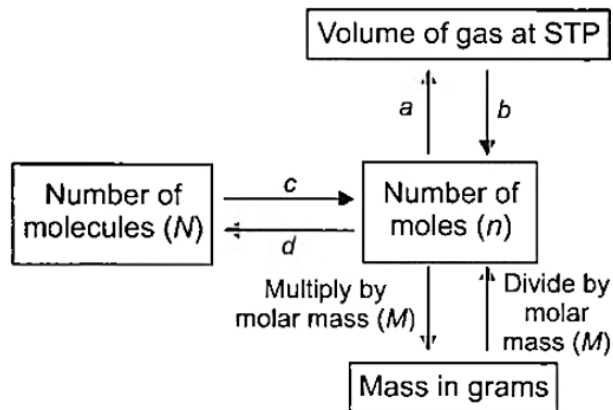 Volume of gas at STP
a
b
Number of
molecules (N)
c
d
Number of
moles (n)
Multiply by
molar mass (M)
Divide by
molar
mass (M)
Mass in grams